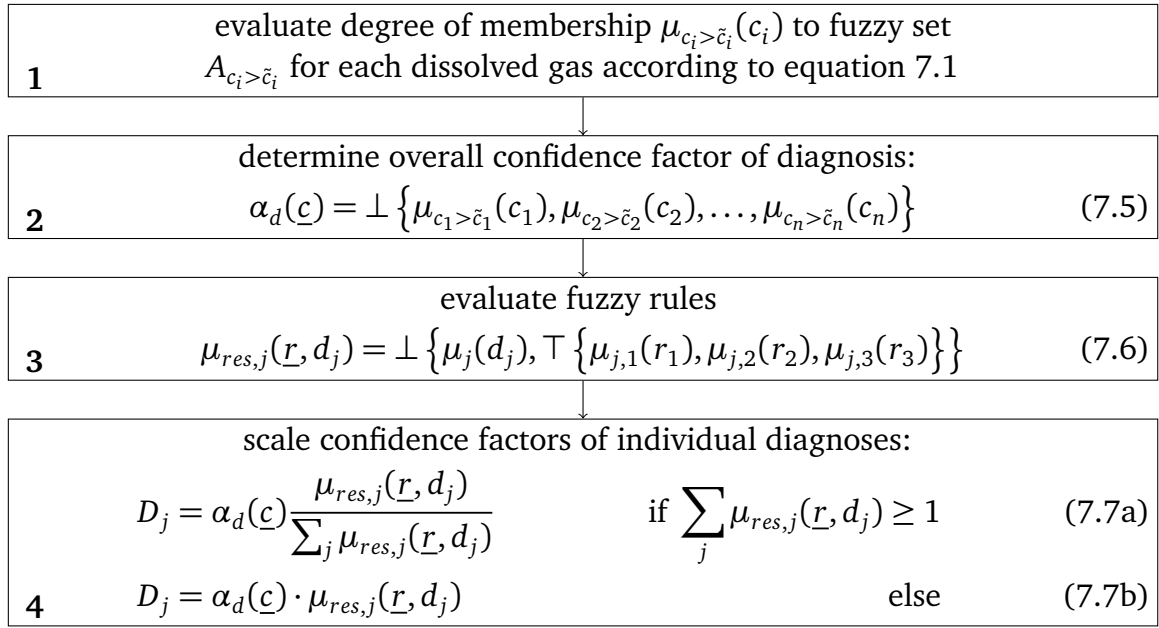 evaluate degree of membership μ_{c_i>c̃_i}(c_i) to fuzzy set
1 A_{c_i>c̃_i} for each dissolved gas according to equation 7.1
determine overall confidence factor of diagnosis:
2 α_d(c̲) = ⊥ {μ_{c_1>c̃_1}(c_1), μ_{c_2>c̃_2}(c_2), …, μ_{c_n>c̃_n}(c_n)} (7.5)
evaluate fuzzy rules
3 μ_{res,j}(r̲, d_j) = ⊥ {μ_j(d_j), ⊤ {μ_{j,1}(r_1), μ_{j,2}(r_2), μ_{j,3}(r_3)}} (7.6)
scale confidence factors of individual diagnoses:
D_j = α_d(c̲) \frac{μ_{res,j}(r̲, d_j)}{∑_j μ_{res,j}(r̲, d_j)} if ∑_j μ_{res,j}(r̲, d_j) ≥ 1 (7.7a)
4 D_j = α_d(c̲) · μ_{res,j}(r̲, d_j) else (7.7b)